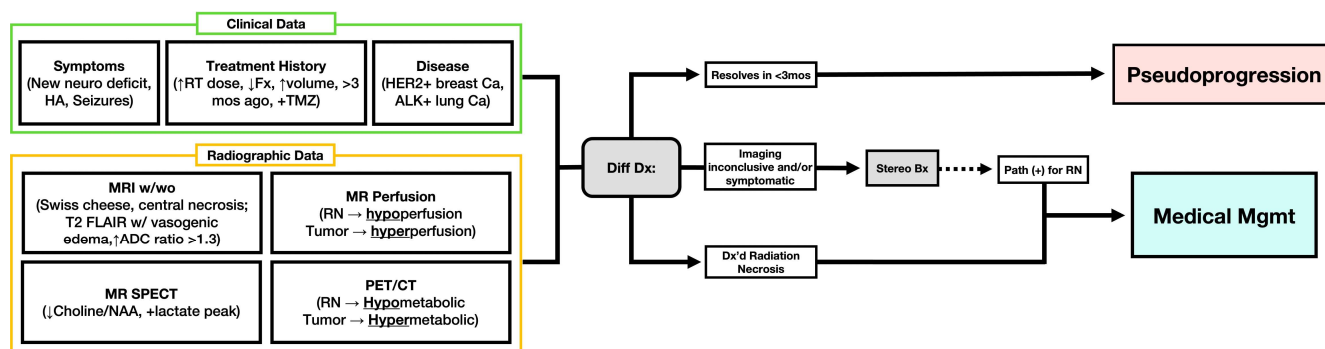 Clinical Data
Symptoms
(New neuro deficit,
HA, Seizures)
Treatment History
(↑RT dose, ↓Fx, ↑volume, >3
mos ago, +TMZ)
Disease
(HER2+ breast Ca,
ALK+ lung Ca)
Radiographic Data
MRI w/wo
(Swiss cheese, central necrosis;
T2 FLAIR w/ vasogenic
edema,↑ADC ratio >1.3)
MR Perfusion
(RN → hypoperfusion
Tumor → hyperperfusion)
MR SPECT
(↓Choline/NAA, +lactate peak)
PET/CT
(RN → Hypometabolic
Tumor → Hypermetabolic)
Diff Dx:
Resolves in <3mos
Pseudoprogression
Imaging
inconclusive and/or
symptomatic
Stereo Bx
Path (+) for RN
Medical Mgmt
Dx'd Radiation
Necrosis